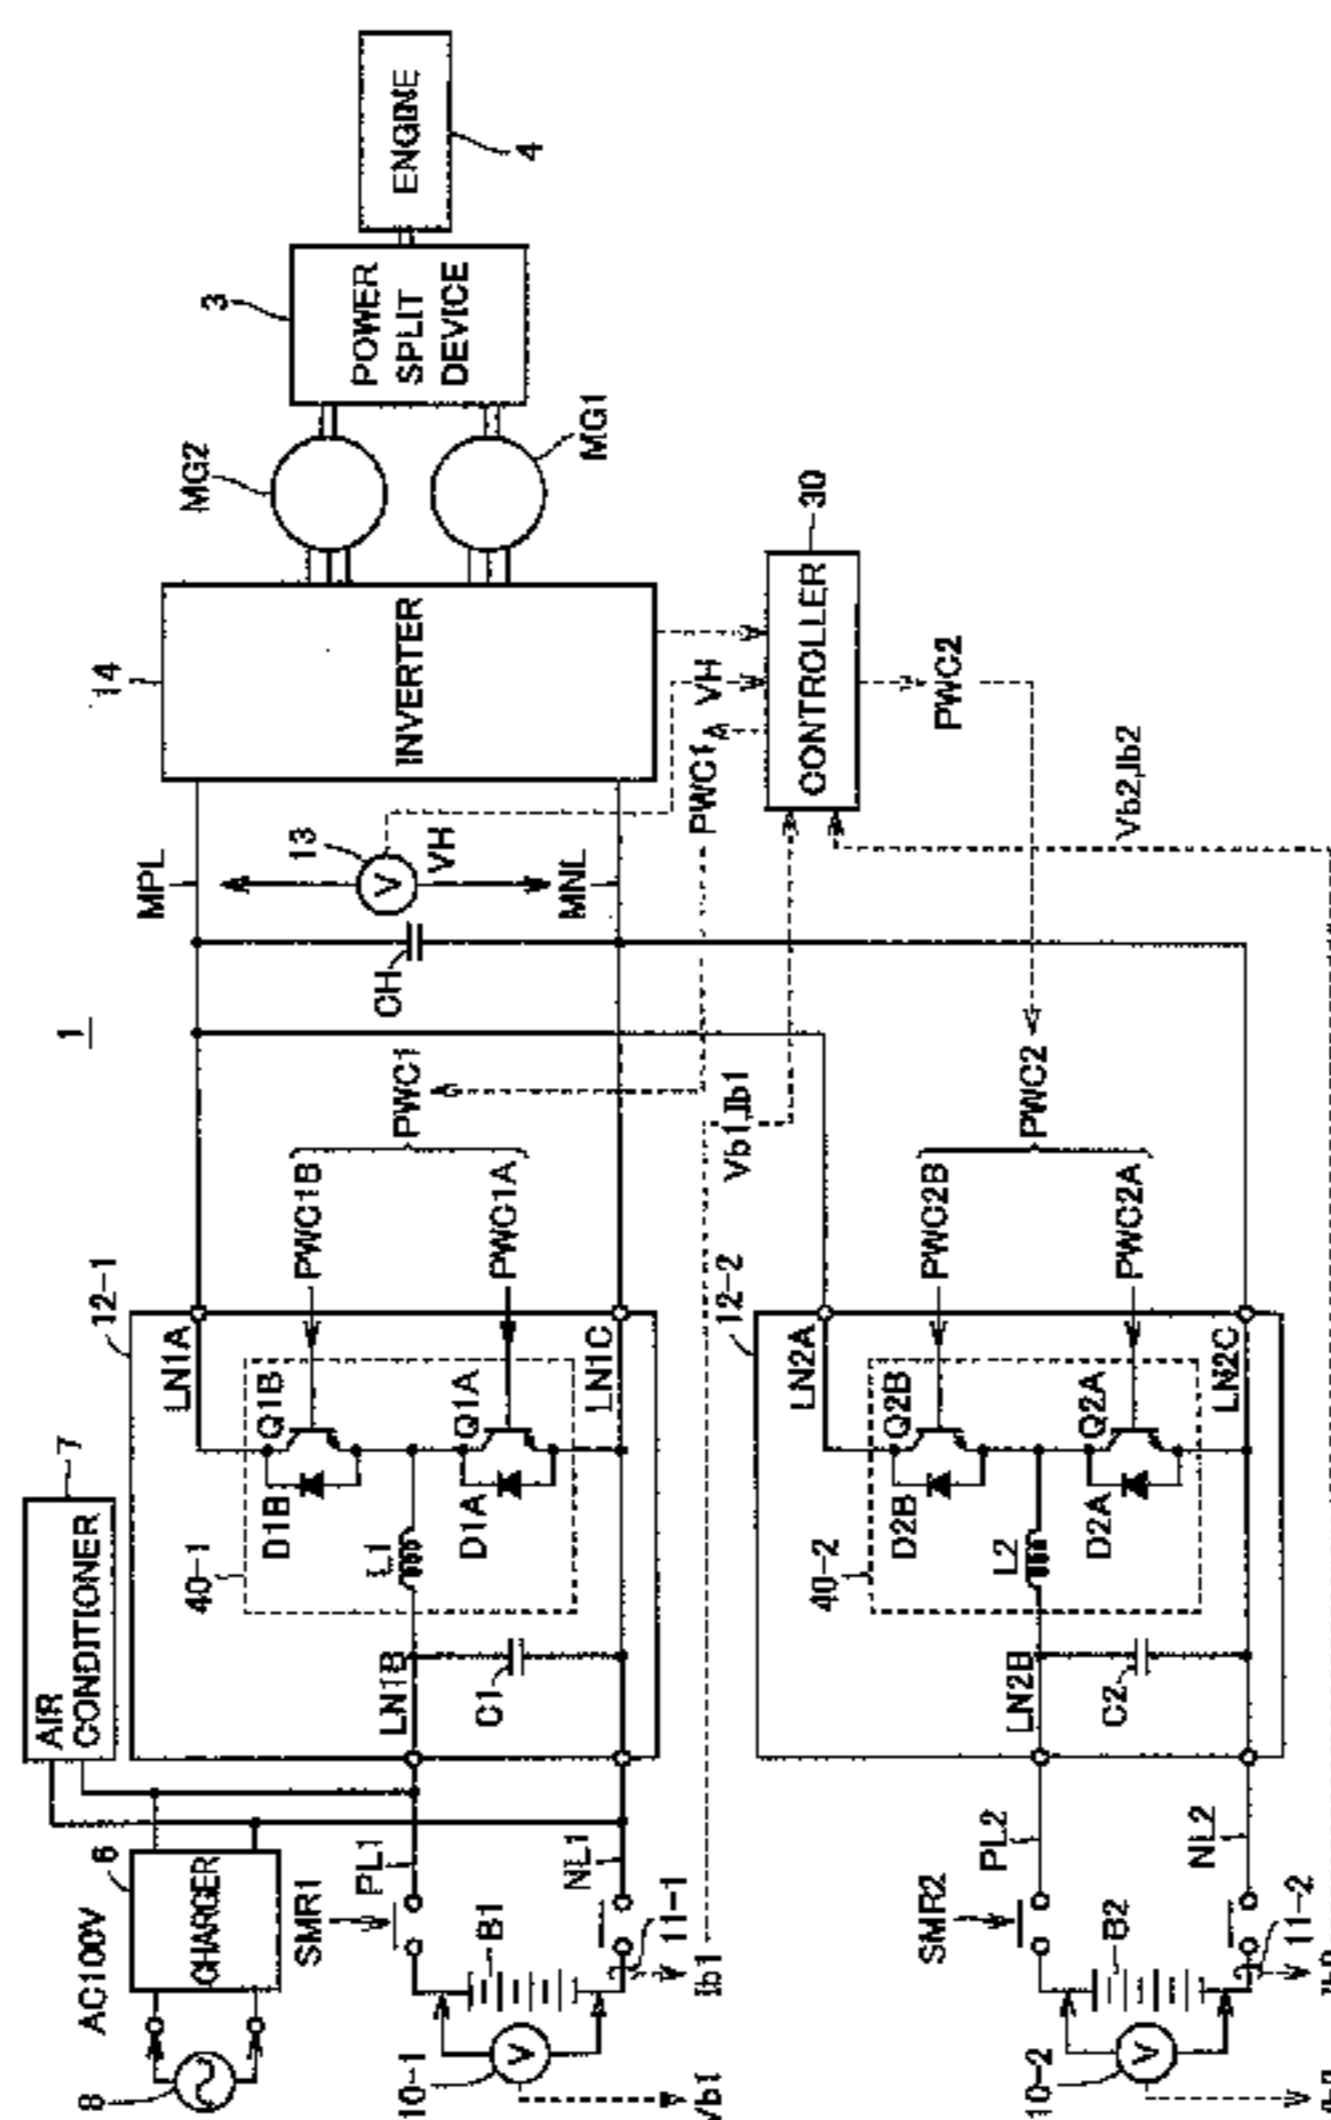 1
8
AC100V
6
CHARGER
AIR
CONDITIONER
7
12-1
LN1A
MPL
14
INVERTER
MG2
3
POWER
SPLIT
DEVICE
ENGINE
4
MG1
13
V
VH
MNL
CH
SMR1
PL1
LN1B
40-1
D1B
Q1B
PWC1B
PWC1
L1
D1A
Q1A
PWC1A
C1
LN1C
10-1
V
B1
NL1
11-1
Vb1
Ib1
Vb1,Ib1
PWC1
VH
30
CONTROLLER
PWC2
12-2
LN2A
SMR2
PL2
LN2B
40-2
D2B
Q2B
PWC2B
PWC2
L2
D2A
Q2A
PWC2A
C2
LN2C
10-2
V
B2
NL2
11-2
Vb2,Ib2